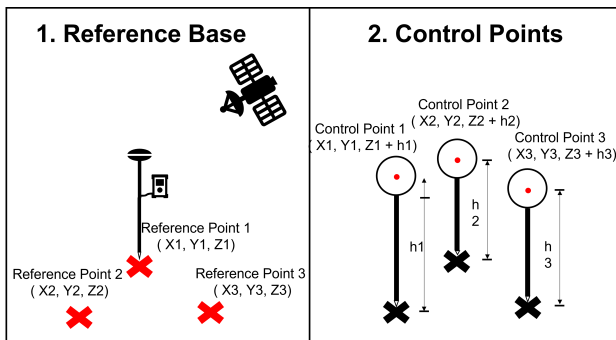 1. Reference Base
Reference Point 1
( X1, Y1, Z1)
Reference Point 2
( X2, Y2, Z2)
Reference Point 3
( X3, Y3, Z3)
2. Control Points
Control Point 1
( X1, Y1, Z1 + h1)
Control Point 2
( X2, Y2, Z2 + h2)
Control Point 3
( X3, Y3, Z3 + h3)
h1
h
2
h
3